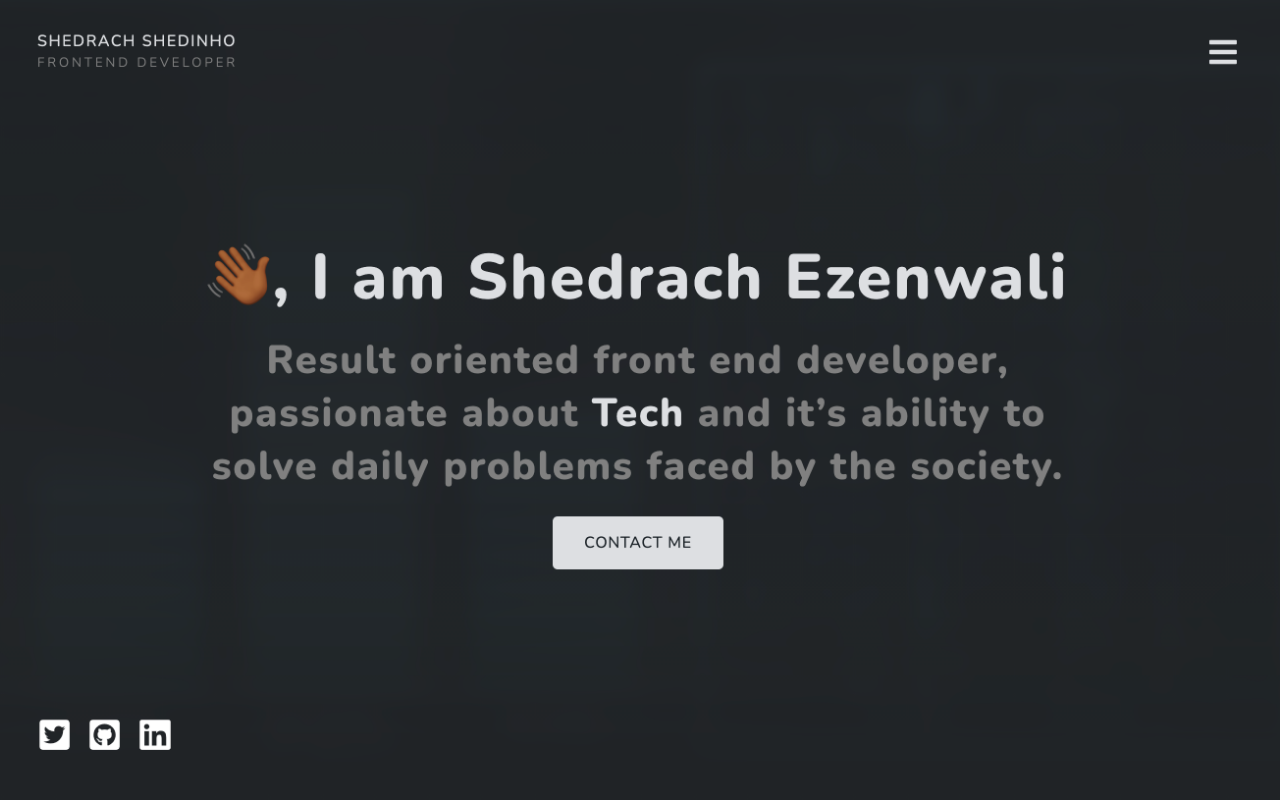 SHEDRACH SHEDINHO
FRONTEND DEVELOPER
👋🏾, I am Shedrach Ezenwali
Result oriented front end developer,
passionate about Tech and it’s ability to
solve daily problems faced by the society.
CONTACT ME